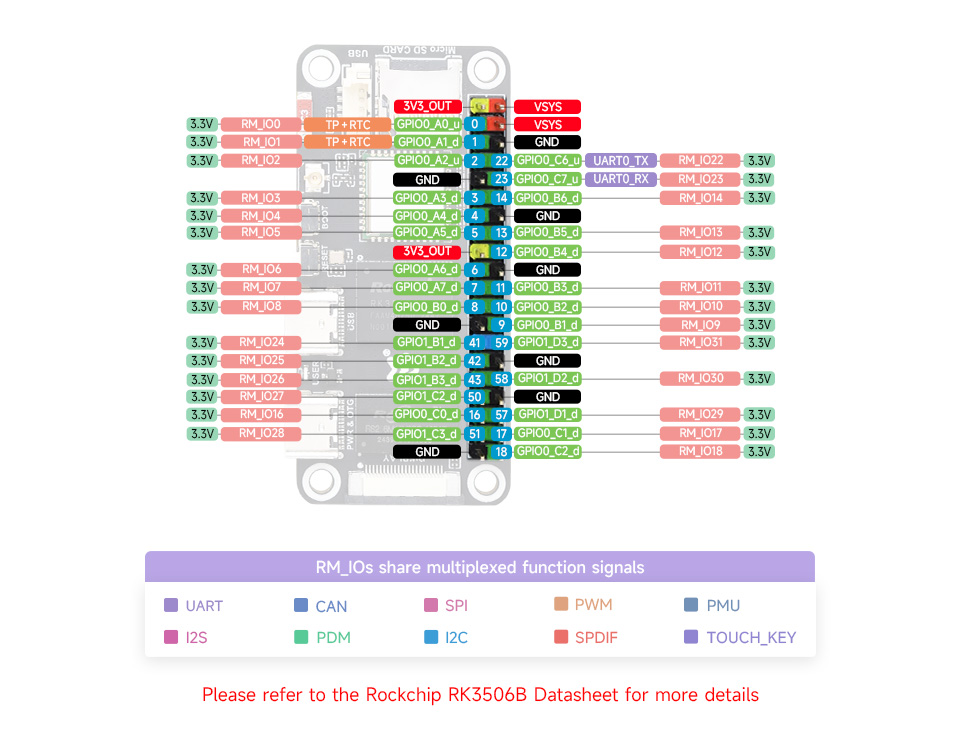 USB Micro SD CARD
3V3_OUT VSYS
3.3V RM_IO0 TP+RTC GPIO0_A0_u 0 VSYS
3.3V RM_IO1 TP+RTC GPIO0_A1_d 1 GND
3.3V RM_IO2 GPIO0_A2_u 2 22 GPIO0_C6_u UART0_TX RM_IO22 3.3V
GND 23 GPIO0_C7_u UART0_RX RM_IO23 3.3V
3.3V RM_IO3 GPIO0_A3_d 3 14 GPIO0_B6_d RM_IO14 3.3V
3.3V RM_IO4 BOOT GPIO0_A4_d 4 GND
3.3V RM_IO5 GPIO0_A5_d 5 13 GPIO0_B5_d RM_IO13 3.3V
3V3_OUT 12 GPIO0_B4_d RM_IO12 3.3V
3.3V RM_IO6 RESET GPIO0_A6_d 6 GND
3.3V RM_IO7 GPIO0_A7_d 7 11 GPIO0_B3_d RM_IO11 3.3V
3.3V RM_IO8 GPIO0_B0_d 8 10 GPIO0_B2_d RM_IO10 3.3V
USB GND 9 GPIO0_B1_d RM_IO9 3.3V
3.3V RM_IO24 GPIO1_B1_d 41 59 GPIO1_D3_d RM_IO31 3.3V
3.3V RM_IO25 GPIO1_B2_d 42 GND
3.3V RM_IO26 USER GPIO1_B3_d 43 58 GPIO1_D2_d RM_IO30 3.3V
3.3V RM_IO27 GPIO1_C2_d 50 GND
3.3V RM_IO16 PWR & OTG GPIO0_C0_d 16 57 GPIO1_D1_d RM_IO29 3.3V
3.3V RM_IO28 GPIO1_C3_d 51 17 GPIO0_C1_d RM_IO17 3.3V
GND 18 GPIO0_C2_d RM_IO18 3.3V
RM_IOs share multiplexed function signals
UART CAN SPI PWM PMU
I2S PDM I2C SPDIF TOUCH_KEY
Please refer to the Rockchip RK3506B Datasheet for more details